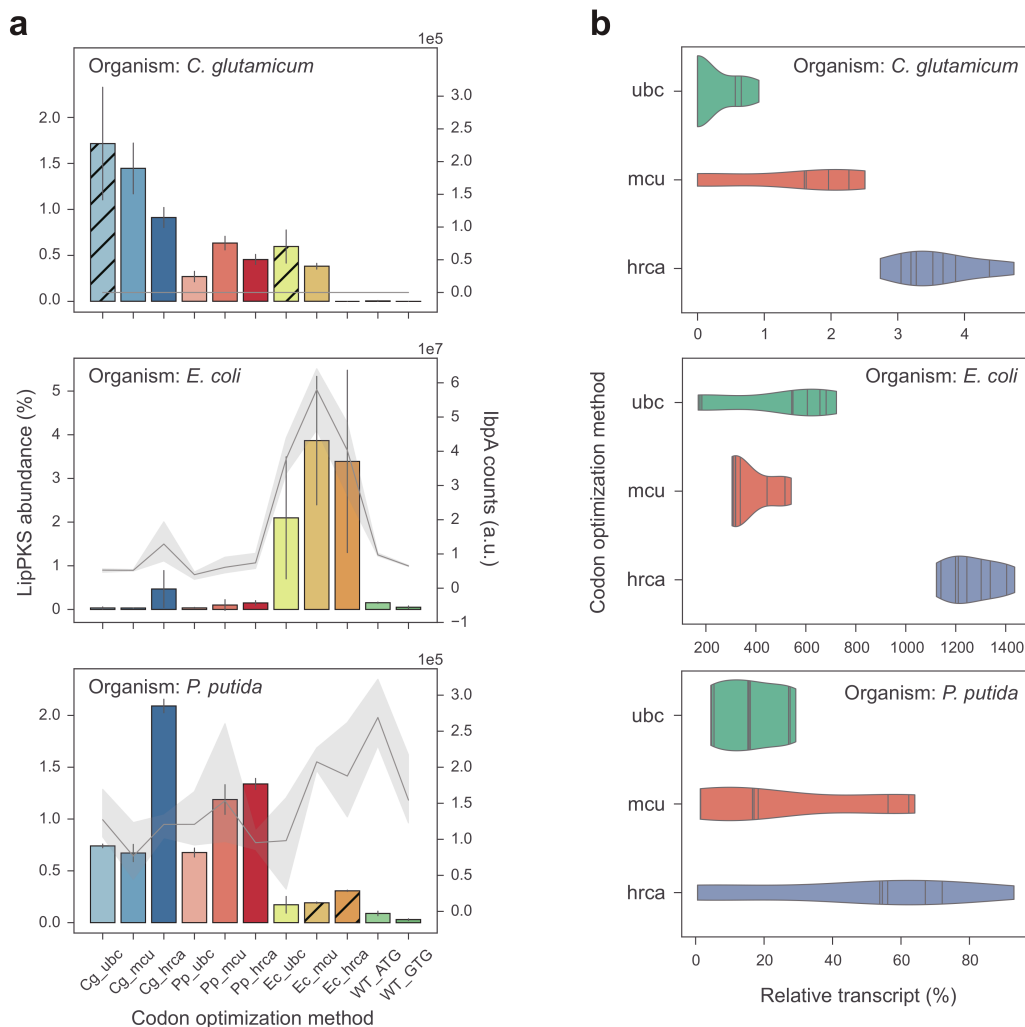 a
1e5
Organism: C. glutamicum
2.0
1.5
1.0
0.5
0.0
3.0
2.5
2.0
1.5
1.0
0.5
0.0
1e7
Organism: E. coli
5
4
3
2
1
0
6
5
4
3
2
1
0
−1
LipPKS abundance (%)
IbpA counts (a.u.)
1e5
Organism: P. putida
2.0
1.5
1.0
0.5
0.0
3.0
2.5
2.0
1.5
1.0
0.5
0.0
Cg_ubc
Cg_mcu
Cg_hrca
Pp_ubc
Pp_mcu
Pp_hrca
Ec_ubc
Ec_mcu
Ec_hrca
WT_ATG
WT_GTG
Codon optimization method
b
Organism: C. glutamicum
ubc
mcu
hrca
0 1 2 3 4
Organism: E. coli
ubc
mcu
hrca
200 400 600 800 1000 1200 1400
Codon optimization method
Organism: P. putida
ubc
mcu
hrca
0 20 40 60 80
Relative transcript (%)